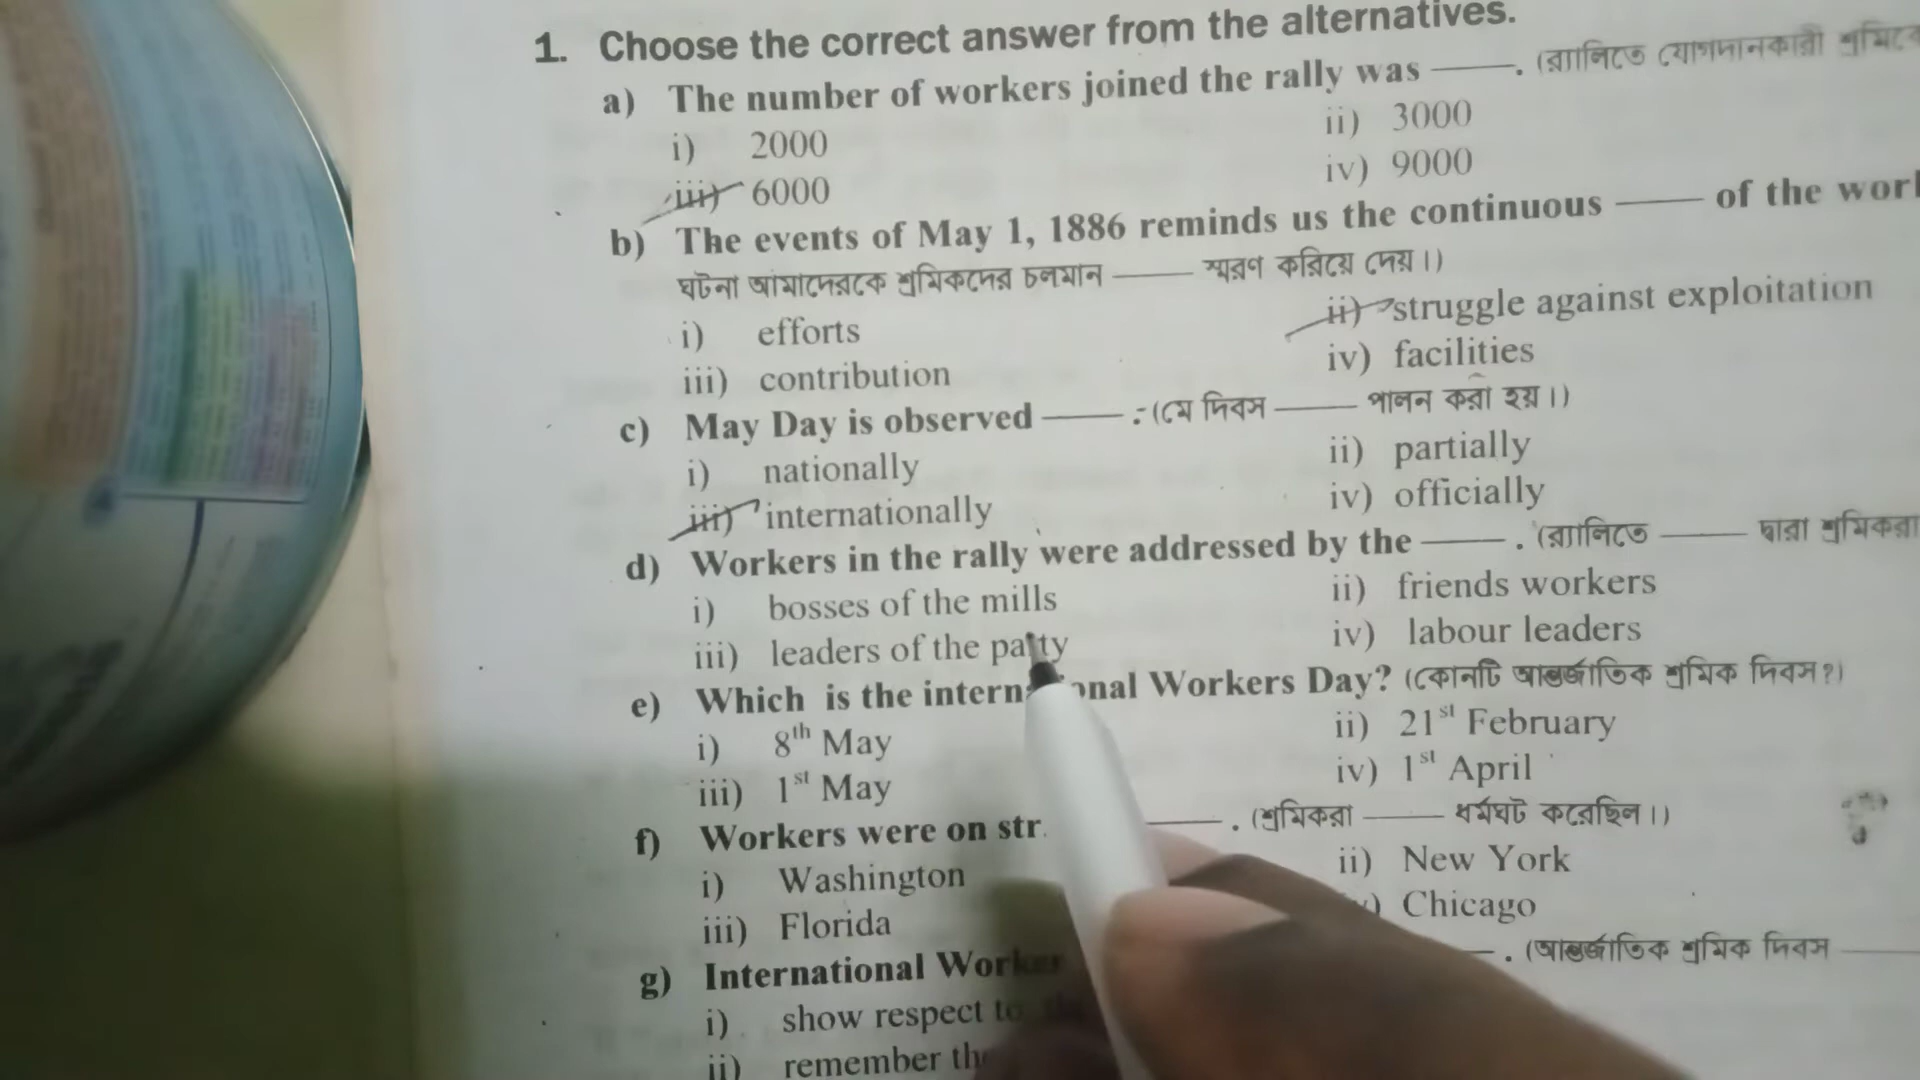 1. Choose the correct answer from the alternatives.
a) The number of workers joined the rally was ——. (র‍্যালিতে যোগদানকারী
i) 2000 ii) 3000
iii) 6000 iv) 9000
b) The events of May 1, 1886 reminds us the continuous —— of the
ঘটনা আমাদেরকে শ্রমিকদের চলমান —— স্মরণ করিয়ে দেয়।)
i) efforts ii) struggle against exploitation
iii) contribution iv) facilities
c) May Day is observed ——. (মে দিবস —— পালন করা হয়।)
i) nationally ii) partially
iii) internationally iv) officially
d) Workers in the rally were addressed by the ——. (র‍্যালিতে —— দ্বারা শ্রমিকরা
i) bosses of the mills ii) friends workers
iii) leaders of the party iv) labour leaders
e) Which is the international Workers Day? (কোনটি আন্তর্জাতিক শ্রমিক দিবস?)
i) 8th May ii) 21st February
iii) 1st May iv) 1st April
f) Workers were on ——. (শ্রমিকরা —— ধর্মঘট করেছিল।)
i) Washington ii) New York
iii) Florida Chicago
g) International ——. (আন্তর্জাতিক শ্রমিক দিবস ——
i) show respect to
ii) remember